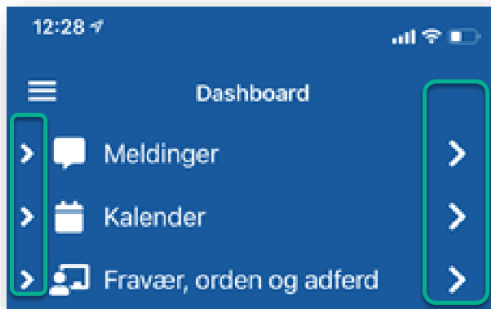 12:28
Dashboard
Meldinger
Kalender
Fravær, orden og adferd